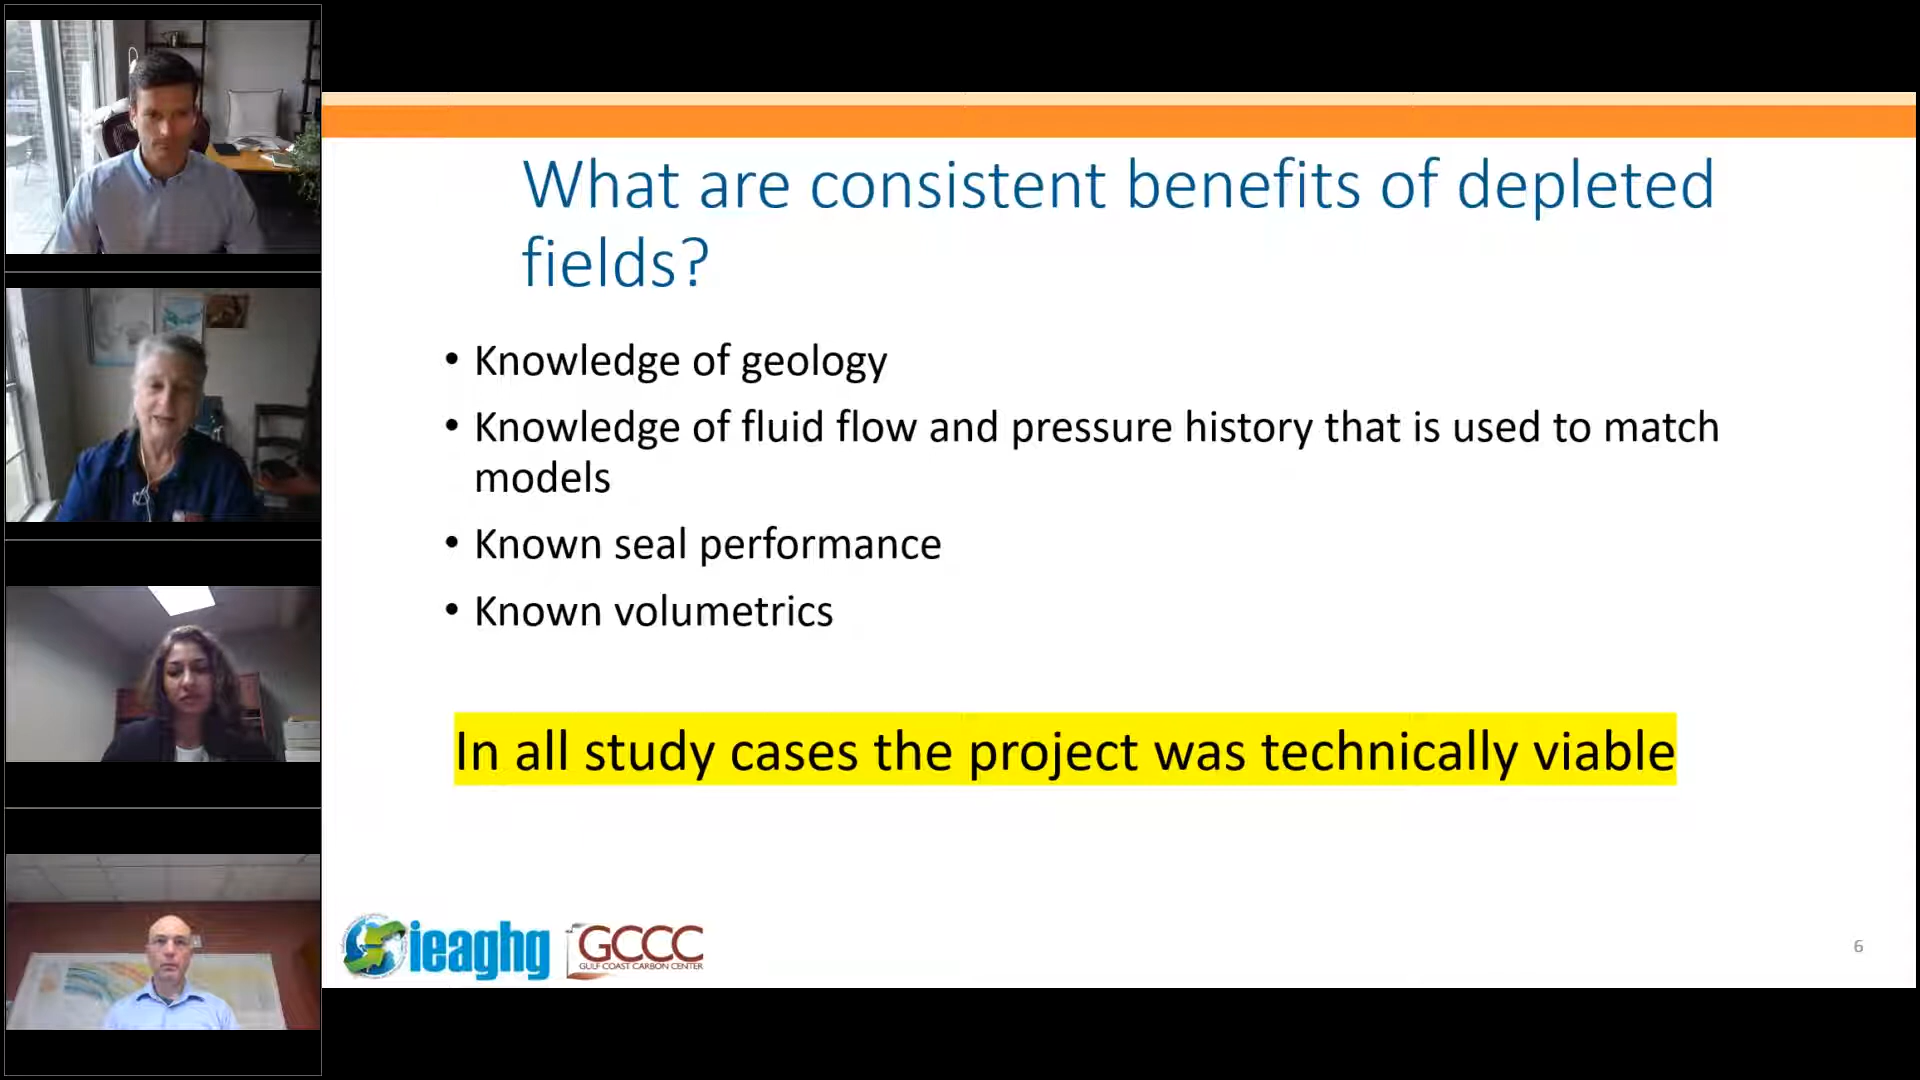 What are consistent benefits of depleted
fields?
• Knowledge of geology
• Knowledge of fluid flow and pressure history that is used to match
models
• Known seal performance
• Known volumetrics
In all study cases the project was technically viable
ieaghg
GCCC
GULF COAST CARBON CENTER
6